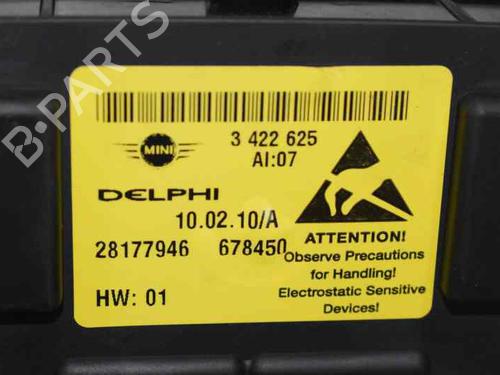 B-PARTS
MINI
3 422 625
AI:07
DELPHI
10.02.10/A
28177946 678450
HW: 01
ATTENTION!
Observe Precautions
for Handling!
Electrostatic Sensitive
Devices!